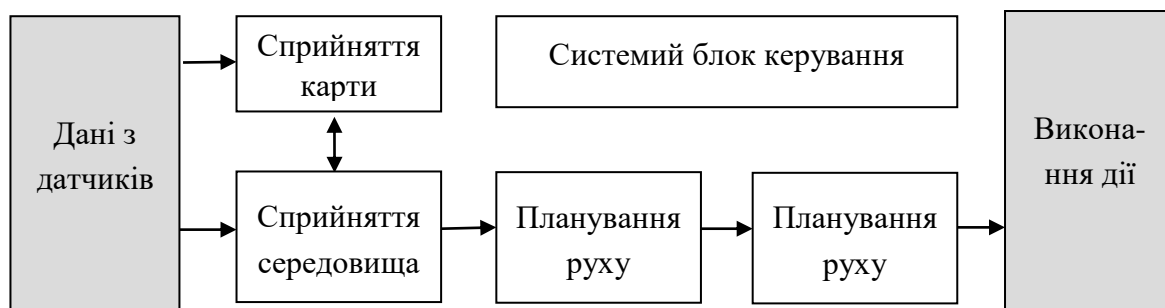 Дані з
датчиків
Сприйняття
карти
Системий блок керування
Сприйняття
середовища
Планування
руху
Планування
руху
Викона-
ння дії